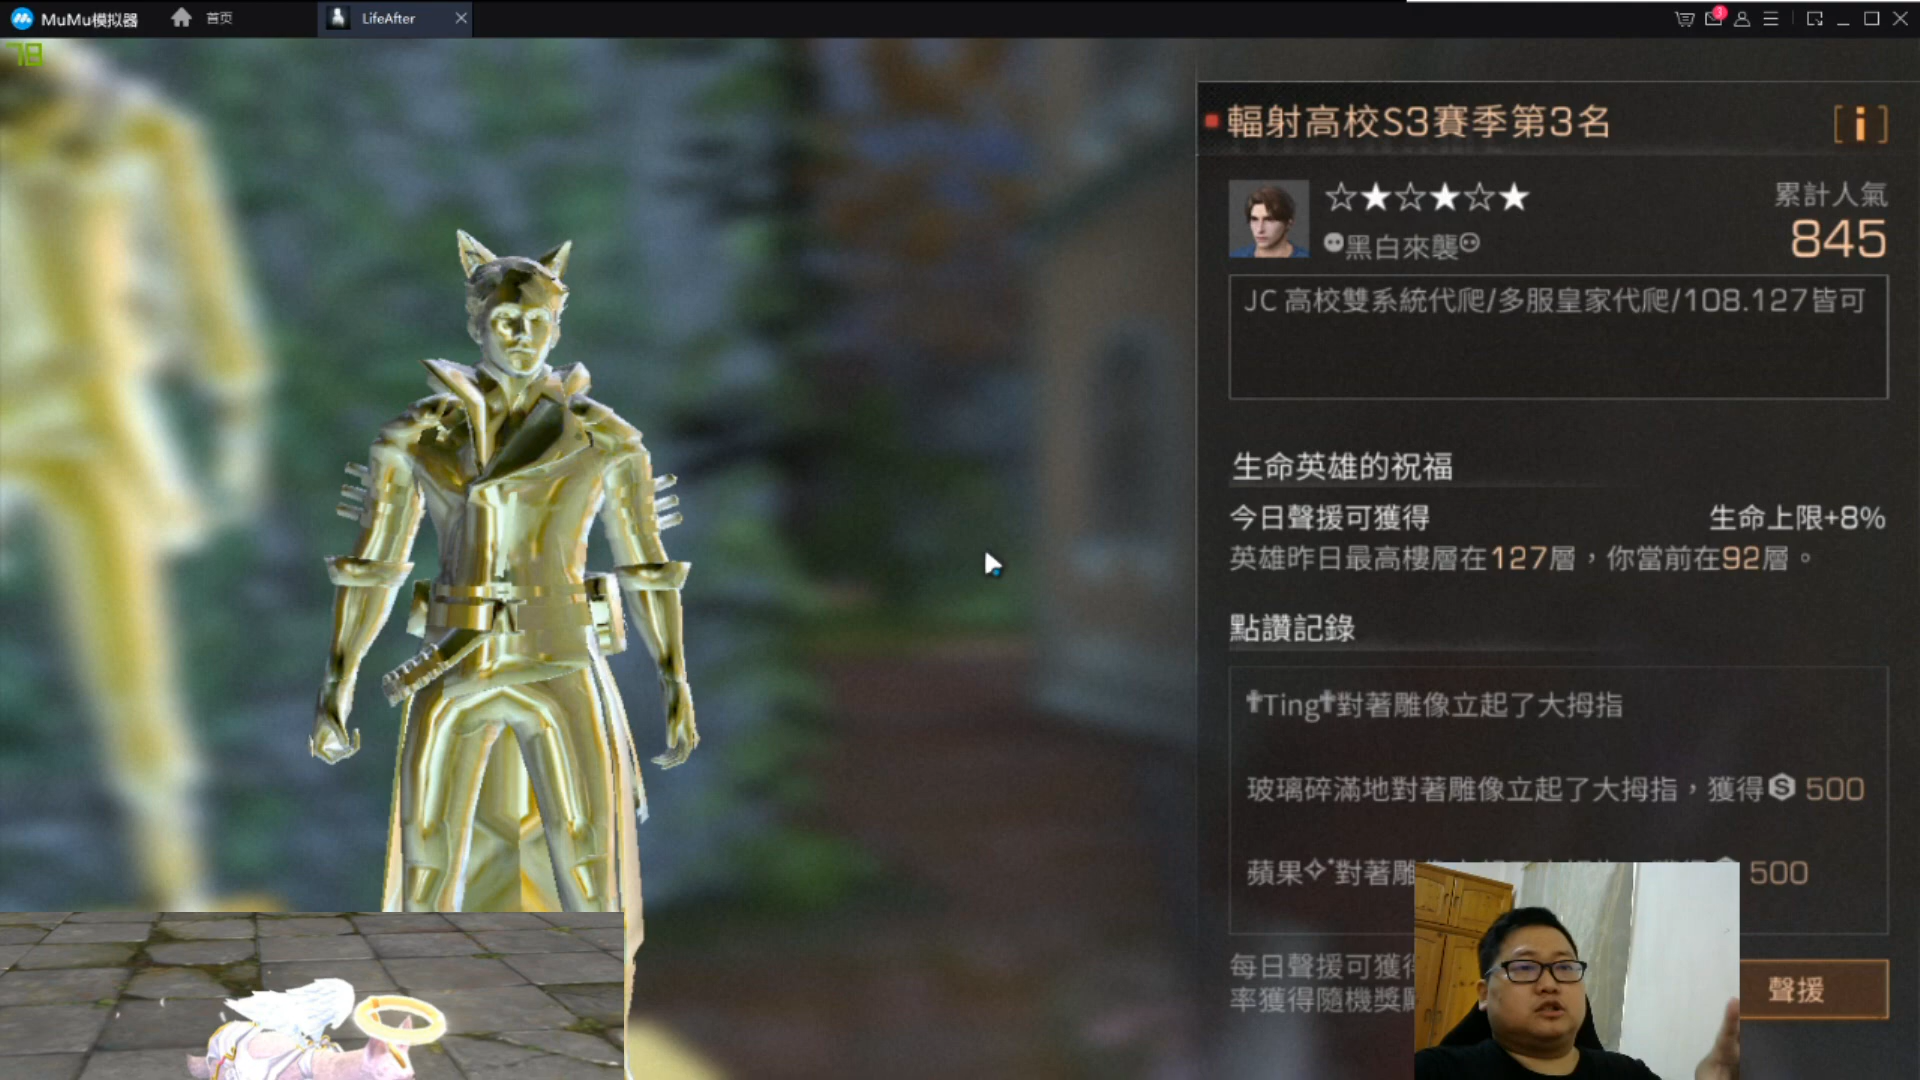 MuMu模拟器
首页
LifeAfter
3
78
輻射高校S3賽季第3名
[i]
☆★☆★☆★
累計人氣
黑白來襲
845
JC 高校雙系統代爬/多服皇家代爬/108.127皆可
生命英雄的祝福
今日聲援可獲得 生命上限+8%
英雄昨日最高樓層在127層，你當前在92層。
點讚記錄
✝Ting✝對著雕像立起了大拇指
玻璃碎滿地對著雕像立起了大拇指，獲得 500
蘋果✧對著雕 500
每日聲援可獲
率獲得隨機獎
聲援